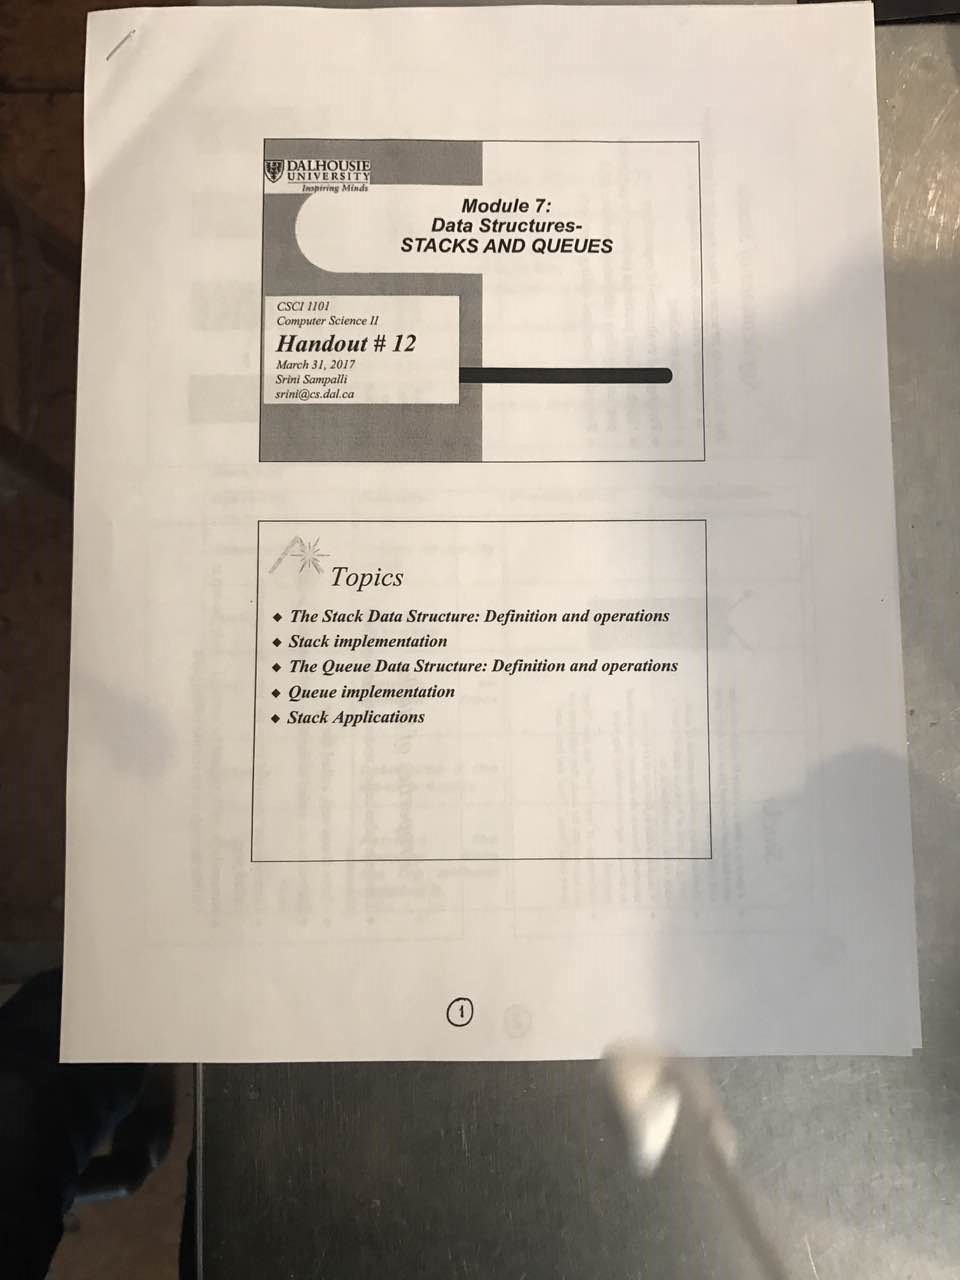 DALHOUSIE
UNIVERSITY
Inspiring Minds
Module 7:
Data Structures-
STACKS AND QUEUES
CSCI 1101
Computer Science II
Handout # 12
March 31, 2017
Srini Sampalli
srini@cs.dal.ca
Topics
◆ The Stack Data Structure: Definition and operations
◆ Stack implementation
◆ The Queue Data Structure: Definition and operations
◆ Queue implementation
◆ Stack Applications
1